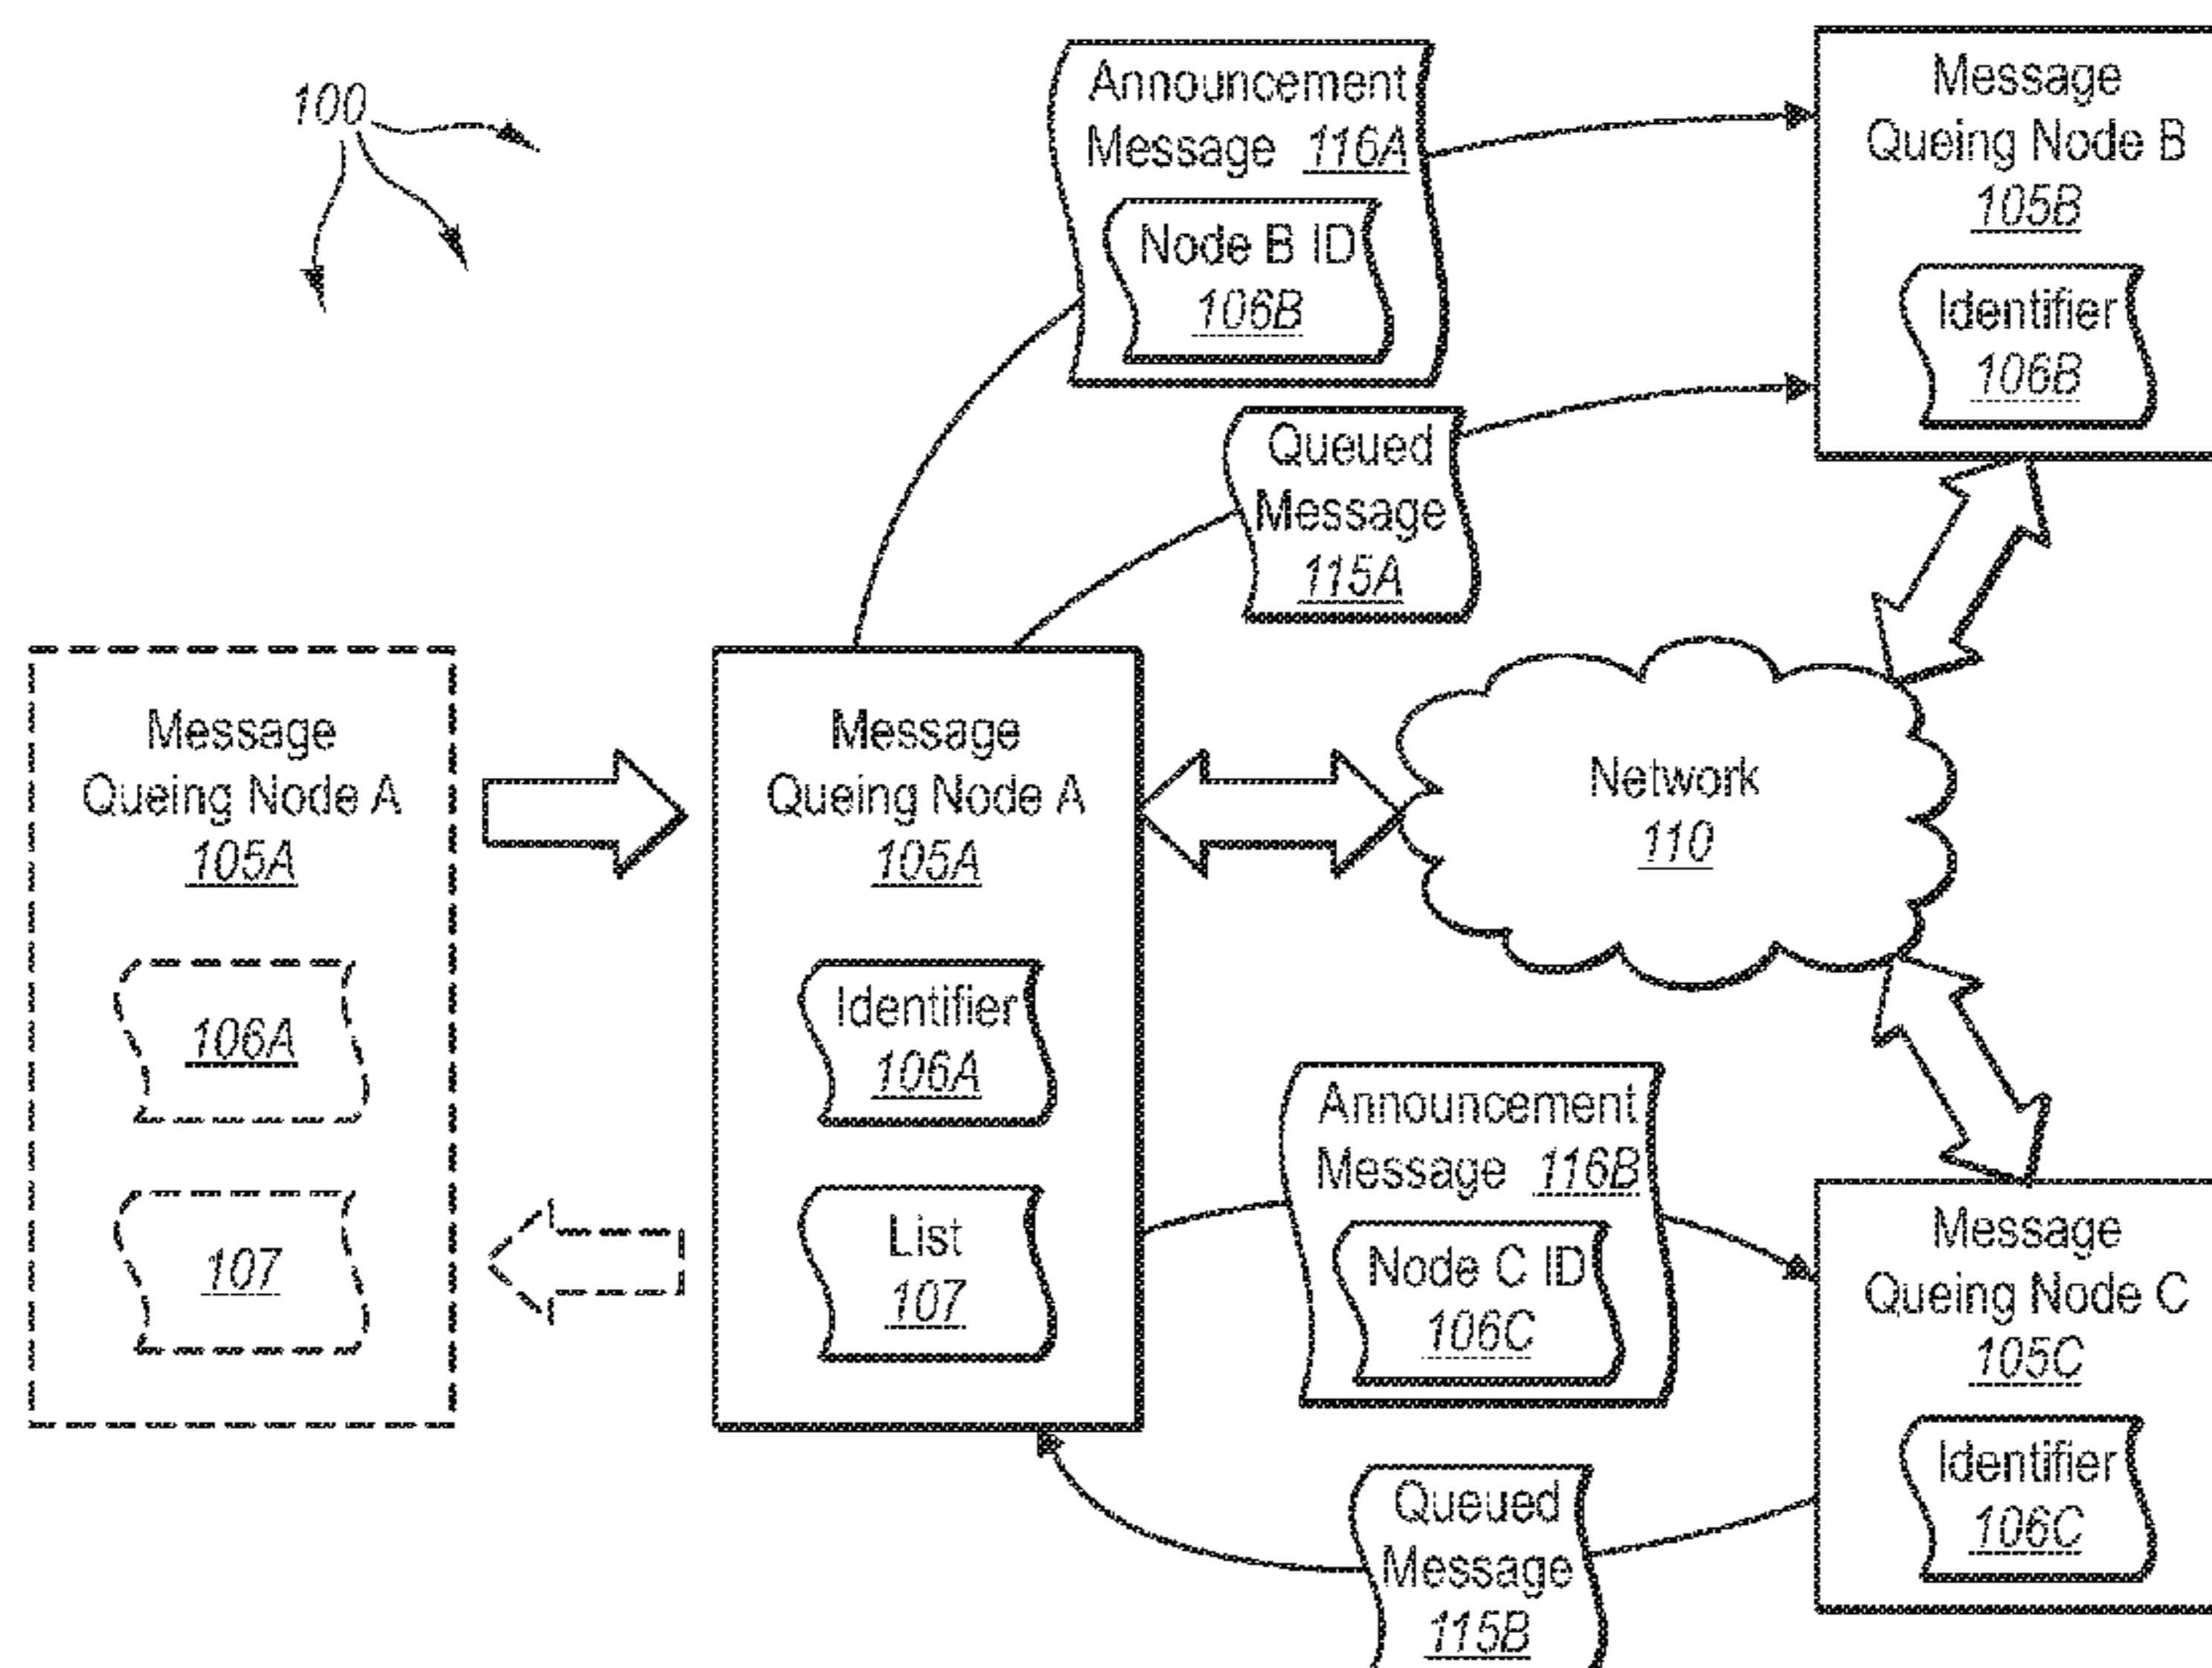 100
Announcement
Message 116A
Node B ID
106B
Message
Queing Node B
105B
Identifier
106B
Queued
Message
115A
Message
Queing Node A
105A
106A
107
Message
Queing Node A
105A
Identifier
106A
List
107
Network
110
Announcement
Message 116B
Node C ID
106C
Message
Queing Node C
105C
Identifier
106C
Queued
Message
115B